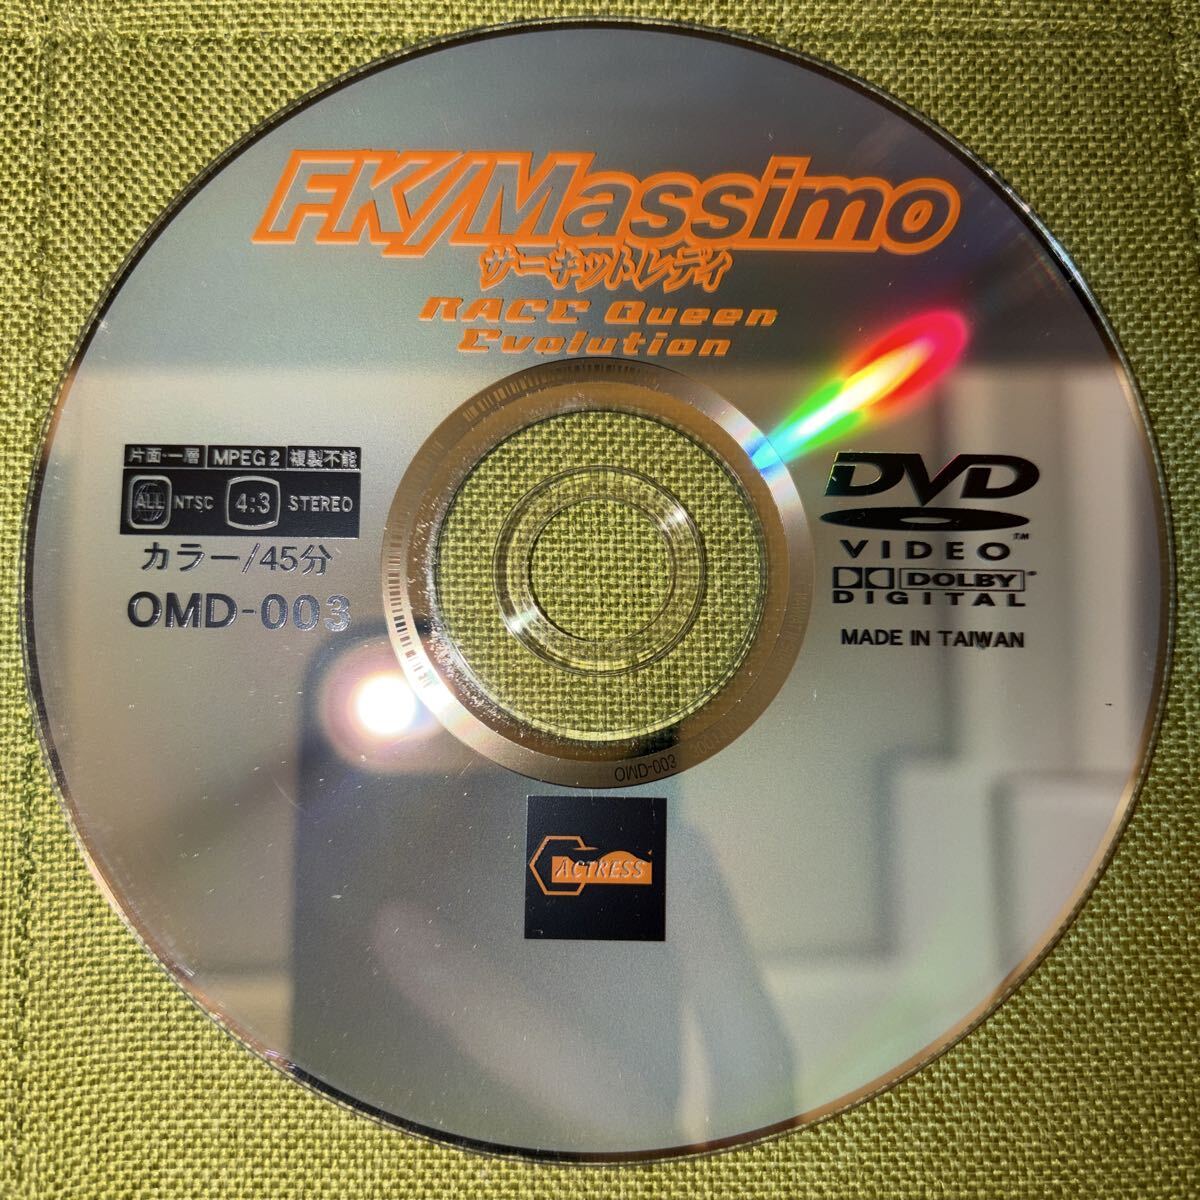 FK/Massimo
サーキットレディ
RACE Queen
Evolution
片面・一層 MPEG 2 複製不能
ALL NTSC 4:3 STEREO
カラー/45分
OMD-003
DVD
VIDEO™
DOLBY
DIGITAL
MADE IN TAIWAN
OMD-003
ACTRESS